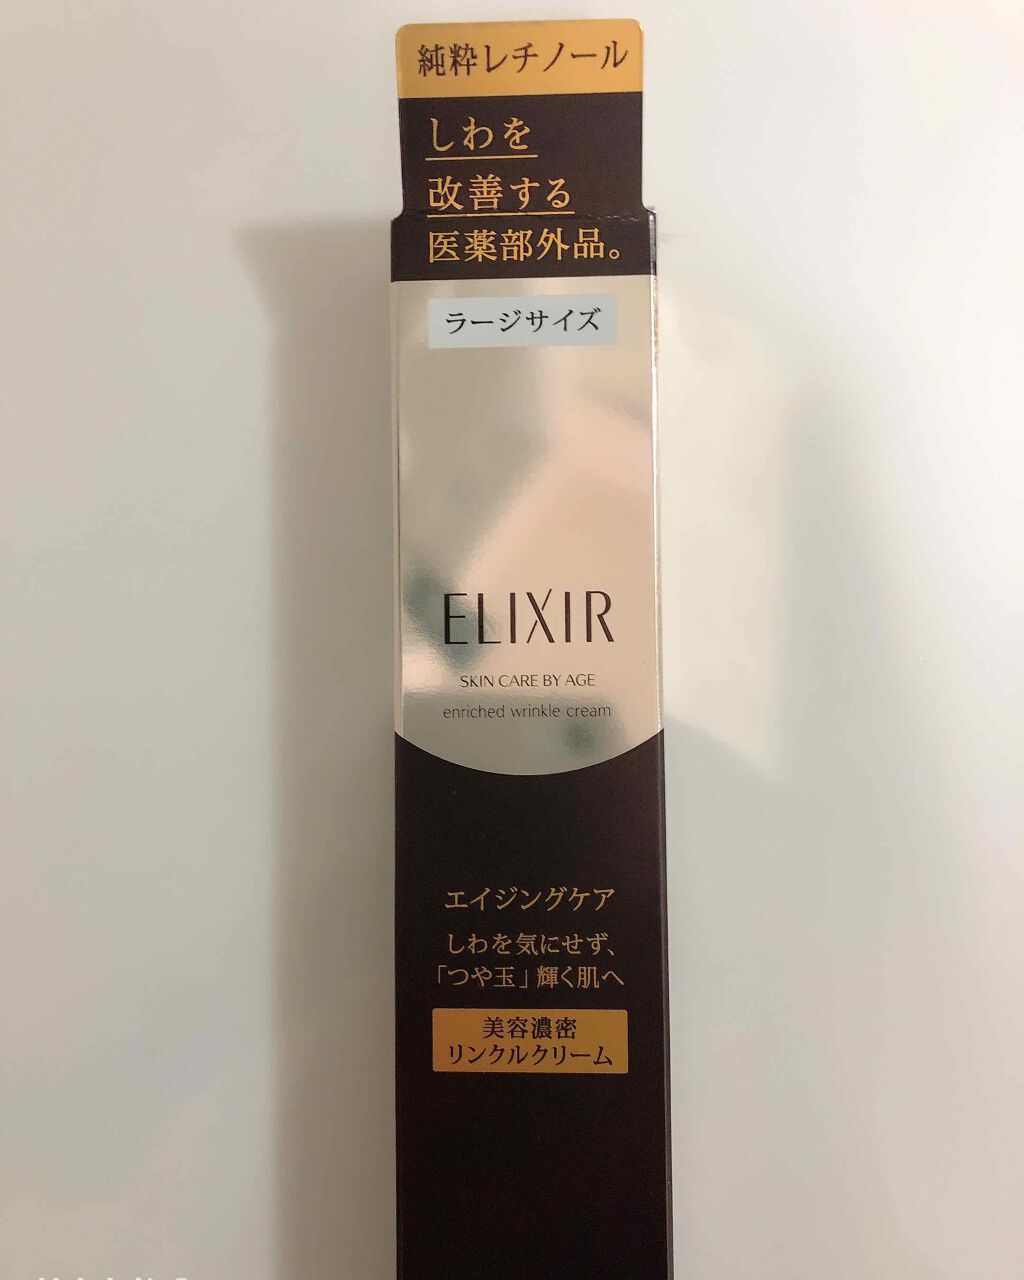 純粋レチノール
しわを
改善する
医薬部外品。
ラージサイズ
ELIXIR
SKIN CARE BY AGE
enriched wrinkle cream
エイジングケア
しわを気にせず、
「つや玉」輝く肌へ
美容濃密
リンクルクリーム